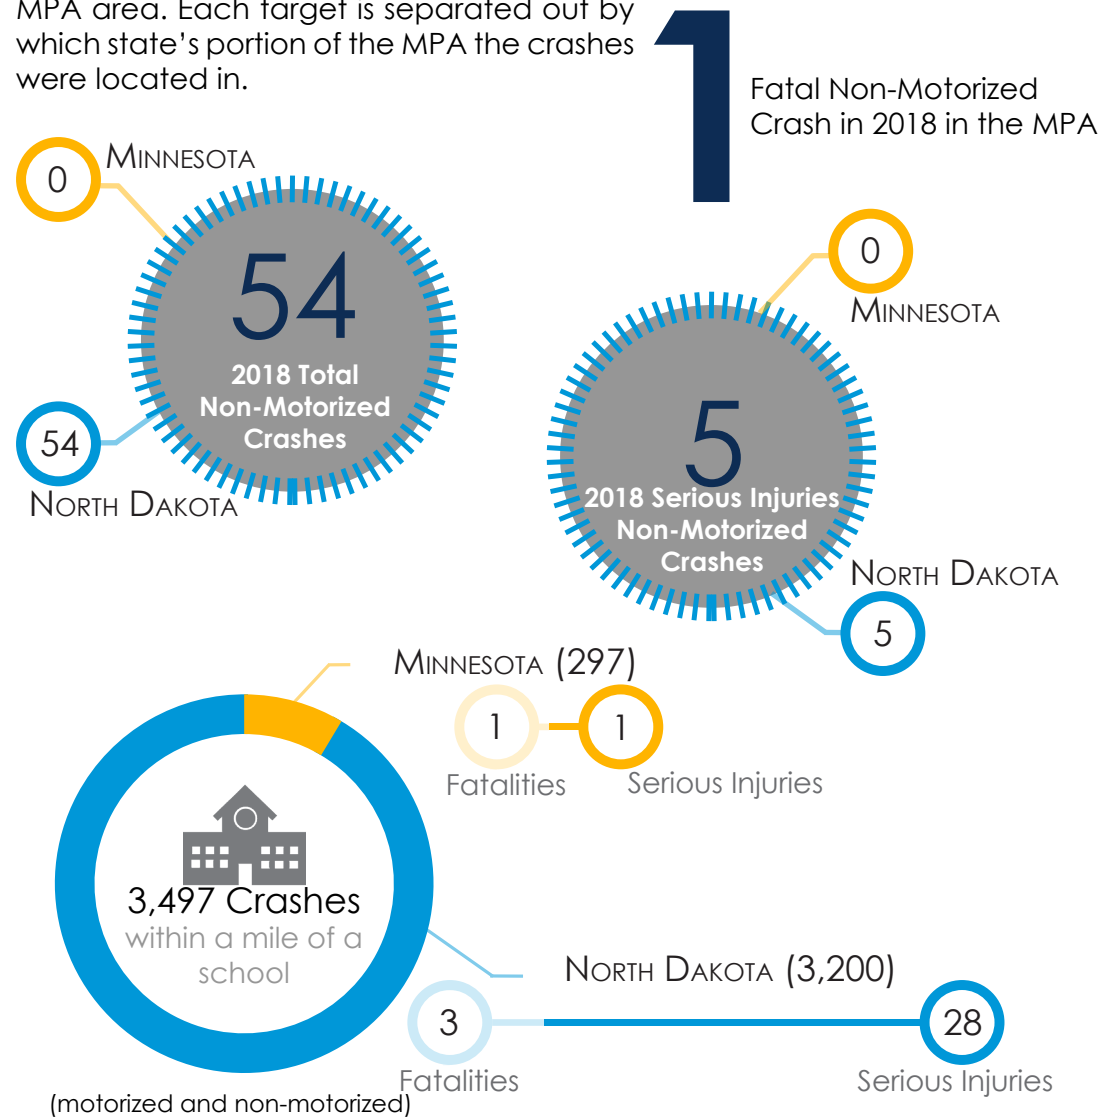 MPA area. Each target is separated out by
which state's portion of the MPA the crashes
were located in.
1
Fatal Non-Motorized
Crash in 2018 in the MPA
0
Minnesota
54
2018 Total
Non-Motorized
Crashes
54
North Dakota
0
Minnesota
5
2018 Serious Injuries
Non-Motorized
Crashes
North Dakota
5
Minnesota (297)
1
1
Fatalities
Serious Injuries
3,497 Crashes
within a mile of a
school
North Dakota (3,200)
3
28
Fatalities
Serious Injuries
(motorized and non-motorized)